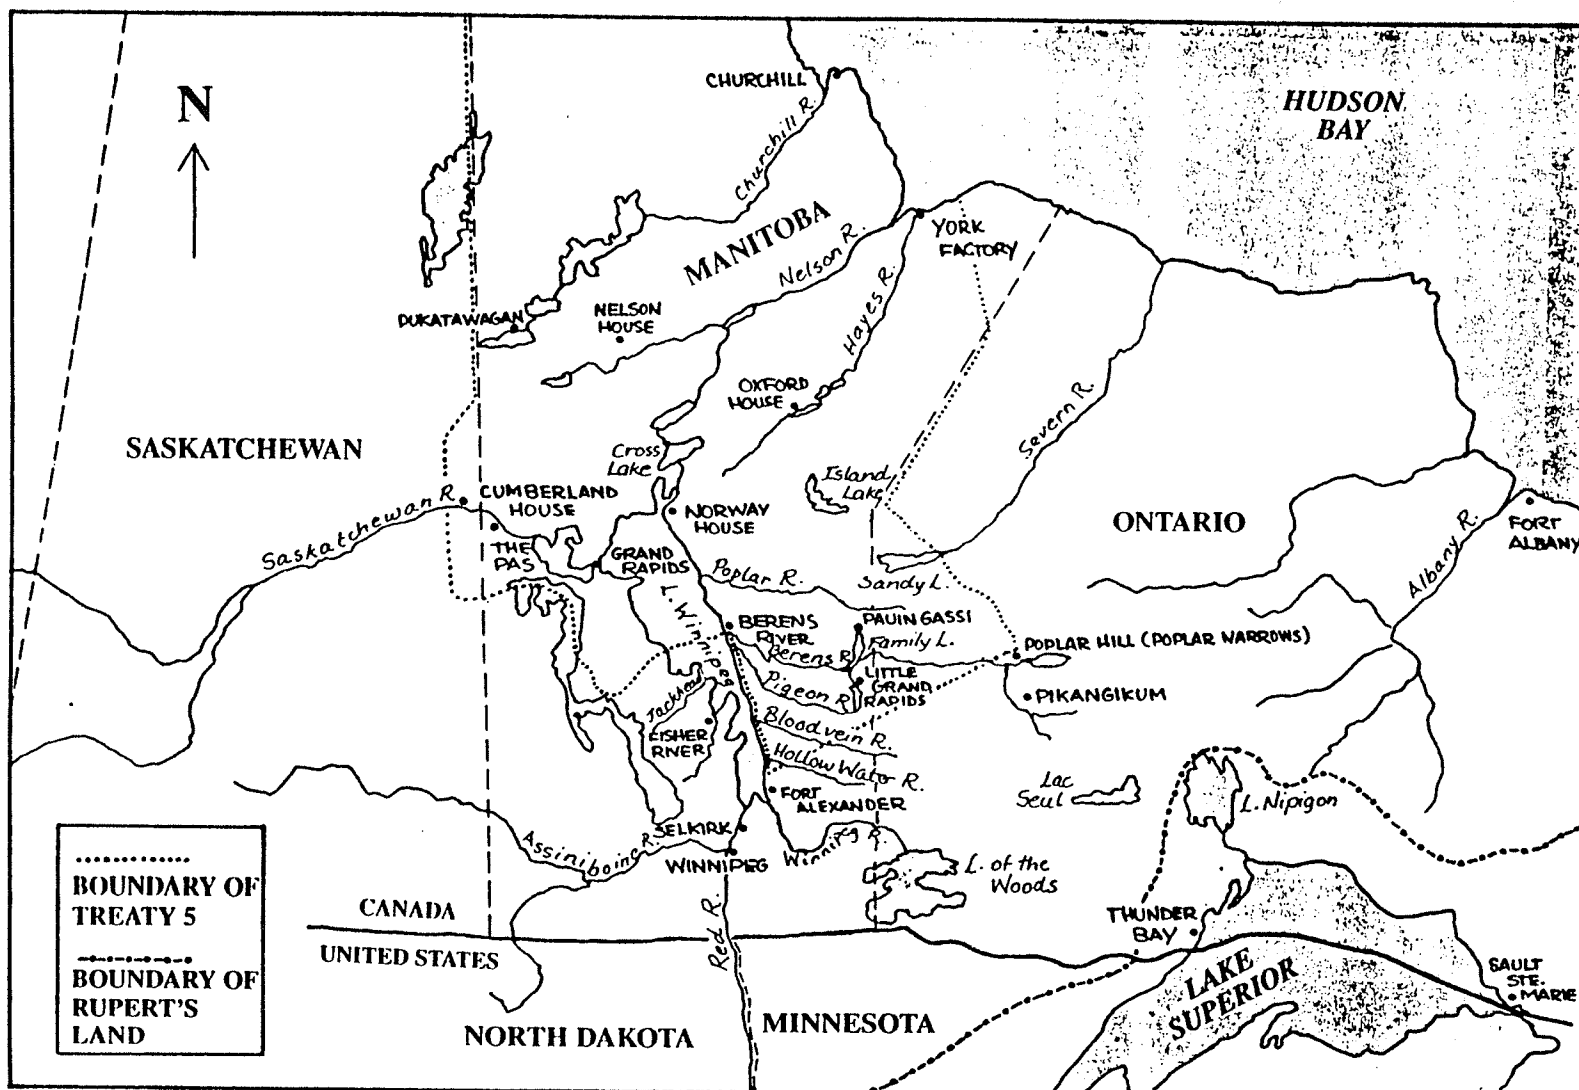 CHURCHILL
HUDSON
BAY
N
Churchill R.
MANITOBA
Nelson R.
YORK
FACTORY
Hayes R.
DUKATAWAGAN
NELSON
HOUSE
OXFORD
HOUSE
Severn R.
SASKATCHEWAN
Cross
Lake
Island
Lake
Saskatchewan R.
CUMBERLAND
HOUSE
NORWAY
HOUSE
ONTARIO
FORT
ALBANY
THE
PAS
GRAND
RAPIDS
Poplar R.
Sandy L.
Albany R.
L. Winnipeg
BERENS
RIVER
PAUINGASSI
Family L.
Berens R.
POPLAR HILL (POPLAR NARROWS)
Pigeon R.
LITTLE
GRAND
RAPIDS
PIKANGIKUM
Jackhead
Bloodvein R.
FISHER
RIVER
Hollow Water R.
Lac
Seul
L. Nipigon
FORT
ALEXANDER
Assiniboine R.
SELKIRK
WINNIPEG
Winnipeg R.
L. of the
Woods
BOUNDARY OF
TREATY 5
BOUNDARY OF
RUPERT'S
LAND
CANADA
UNITED STATES
Red R.
THUNDER
BAY
LAKE
SUPERIOR
SAULT
STE.
MARIE
NORTH DAKOTA
MINNESOTA